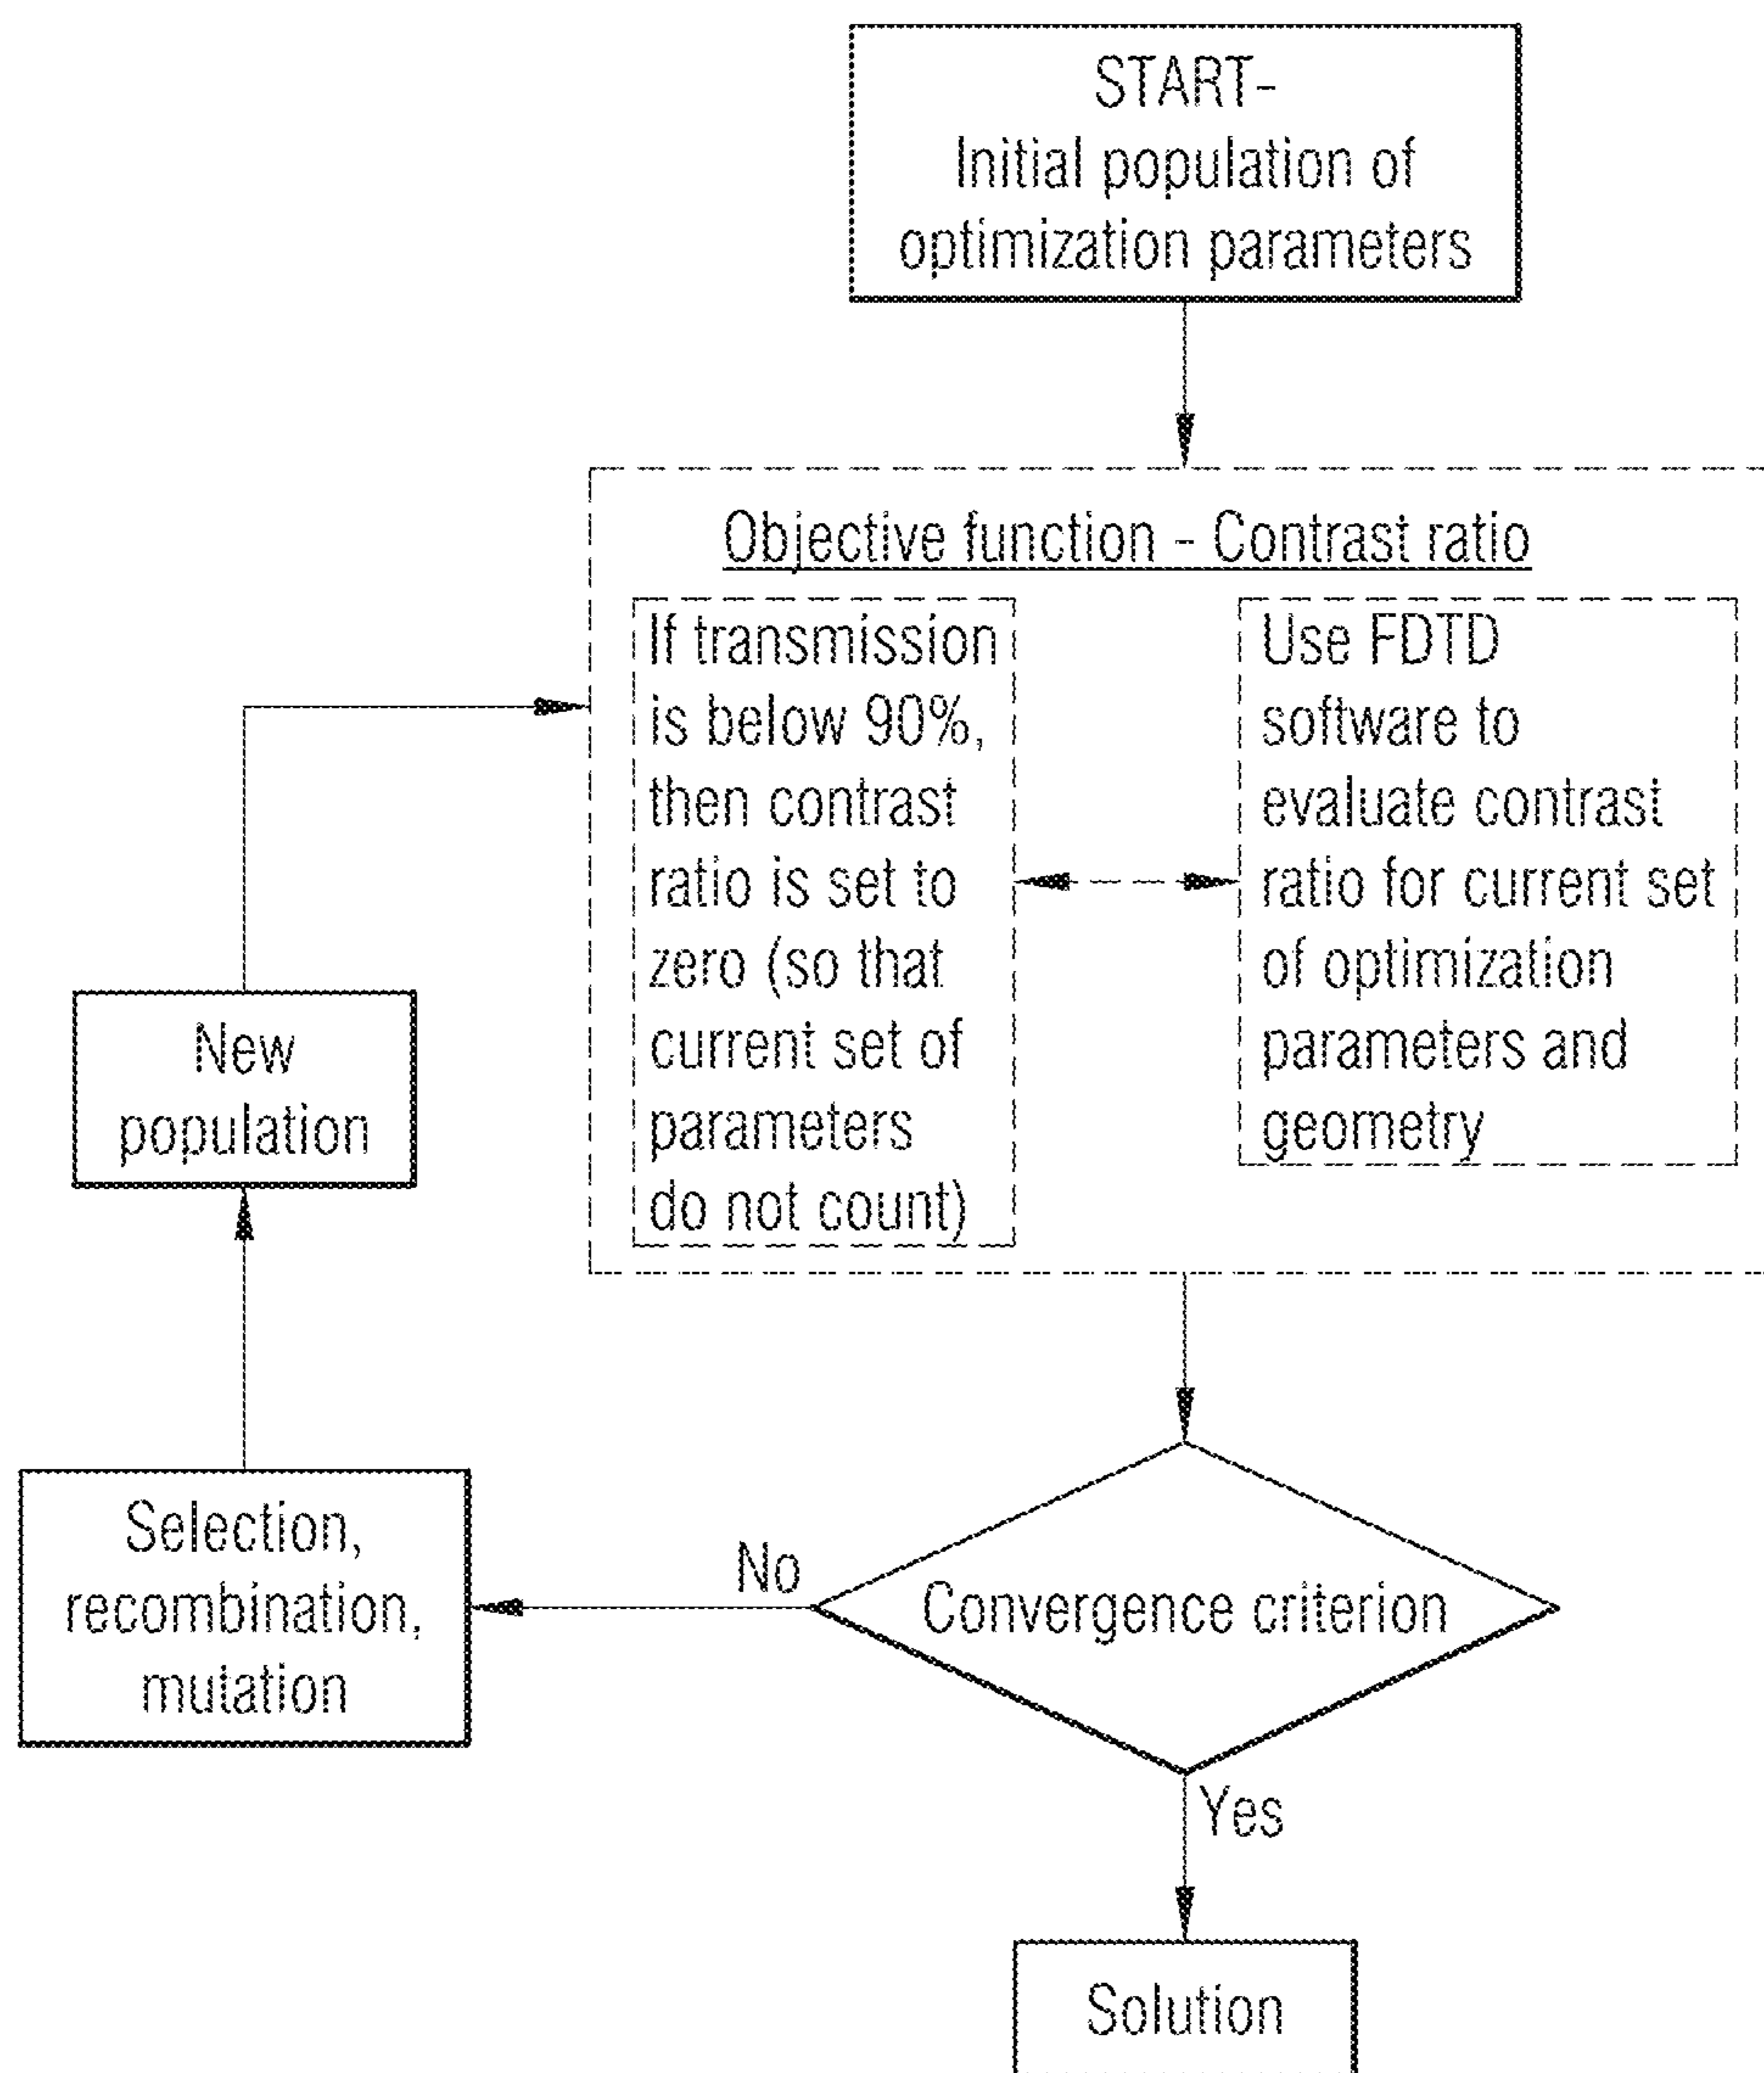 START-
Initial population of
optimization parameters
Objective function - Contrast ratio
If transmission
is below 90%,
then contrast
ratio is set to
zero (so that
current set of
parameters
do not count)
Use FDTD
software to
evaluate contrast
ratio for current set
of optimization
parameters and
geometry
New
population
Selection,
recombination,
mutation
No
Convergence criterion
Yes
Solution